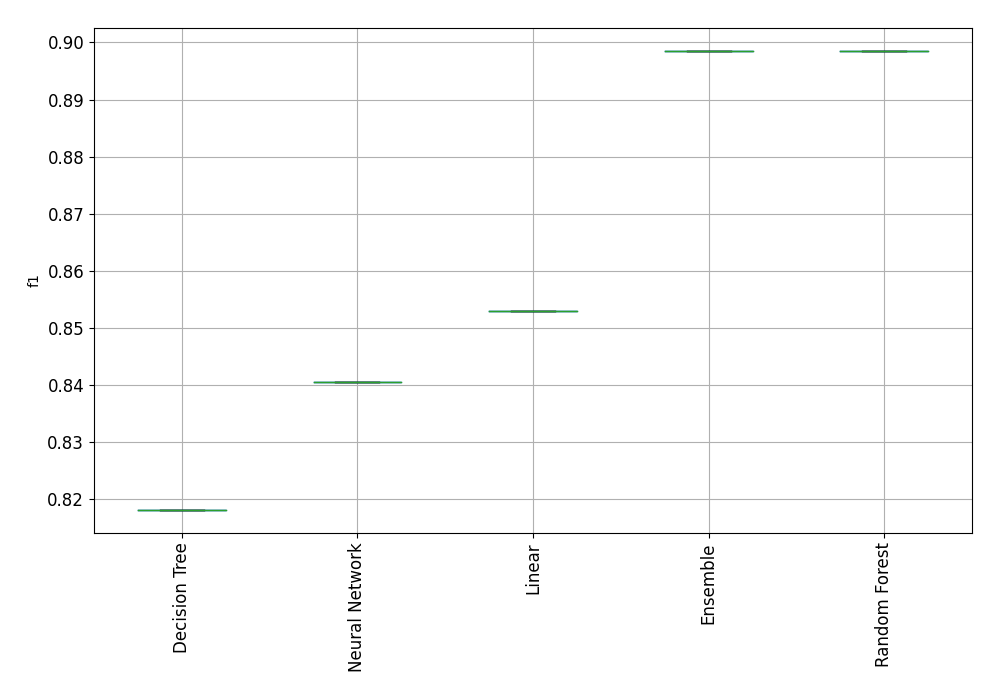 0.90
0.89
0.88
0.87
0.86
0.85
0.84
0.83
0.82
f1
Decision Tree
Neural Network
Linear
Ensemble
Random Forest